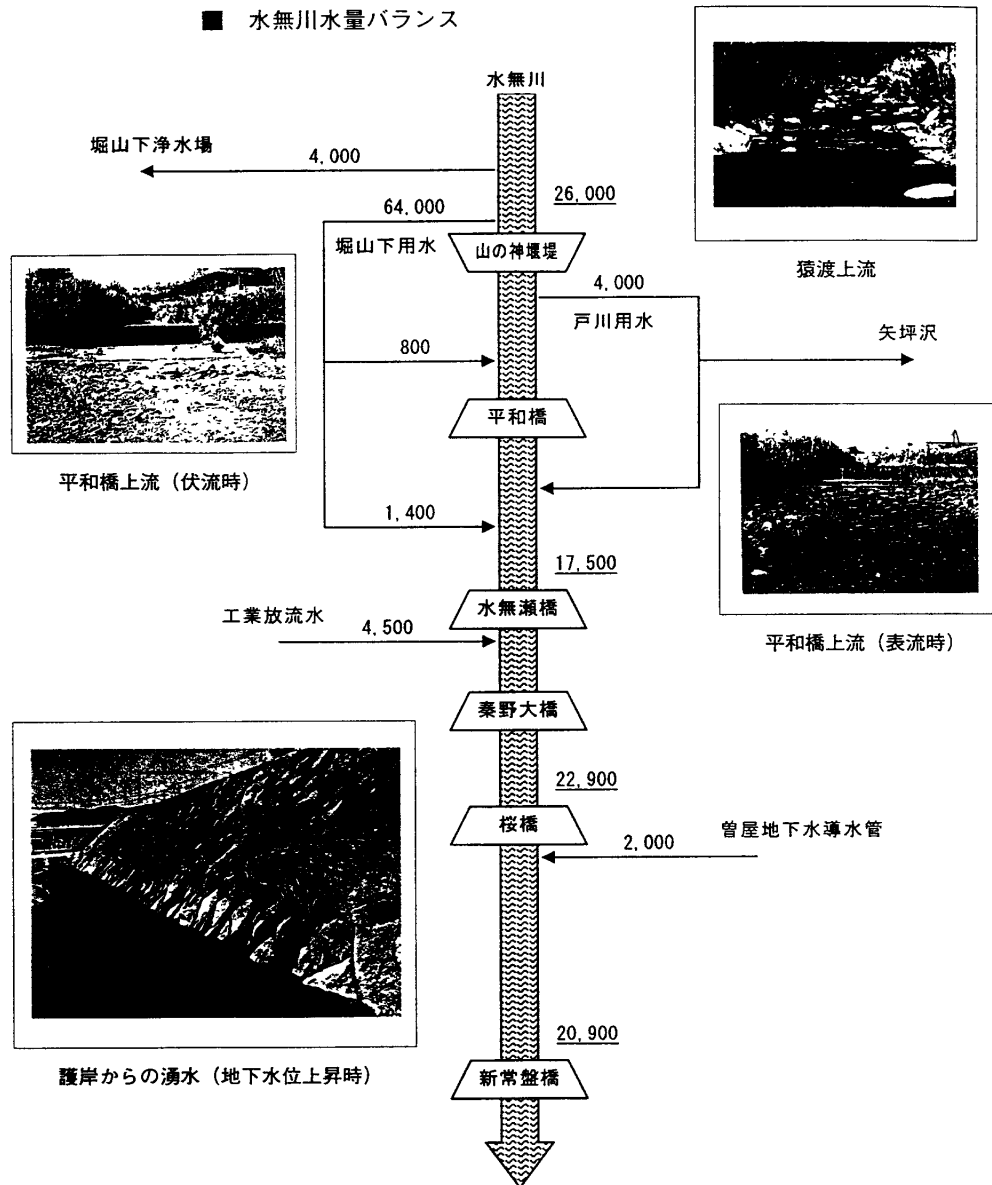 ■ 水無川水量バランス
水無川
堀山下浄水場
4,000
26,000
64,000
堀山下用水
山の神堰堤
猿渡上流
4,000
戸川用水
矢坪沢
800
平和橋
平和橋上流（伏流時）
1,400
17,500
水無瀬橋
工業放流水
4,500
平和橋上流（表流時）
秦野大橋
22,900
桜橋
曽屋地下水導水管
2,000
20,900
新常盤橋
護岸からの湧水（地下水位上昇時）